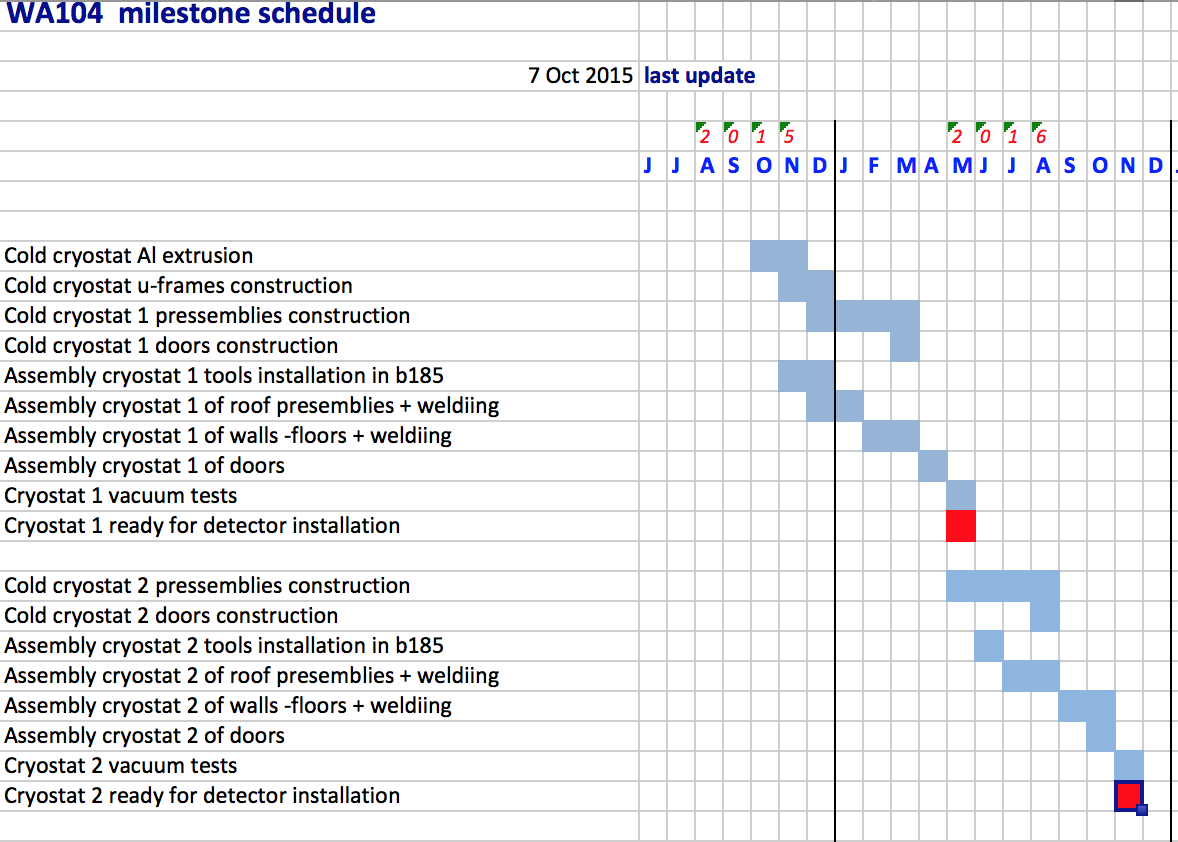 WA104 milestone schedule
7 Oct 2015 last update
2 0 1 5 2 0 1 6
J J A S O N D J F M A M J J A S O N D J
Cold cryostat Al extrusion
Cold cryostat u-frames construction
Cold cryostat 1 pressemblies construction
Cold cryostat 1 doors construction
Assembly cryostat 1 tools installation in b185
Assembly cryostat 1 of roof presemblies + weldiing
Assembly cryostat 1 of walls -floors + weldiing
Assembly cryostat 1 of doors
Cryostat 1 vacuum tests
Cryostat 1 ready for detector installation
Cold cryostat 2 pressemblies construction
Cold cryostat 2 doors construction
Assembly cryostat 2 tools installation in b185
Assembly cryostat 2 of roof presemblies + weldiing
Assembly cryostat 2 of walls -floors + weldiing
Assembly cryostat 2 of doors
Cryostat 2 vacuum tests
Cryostat 2 ready for detector installation